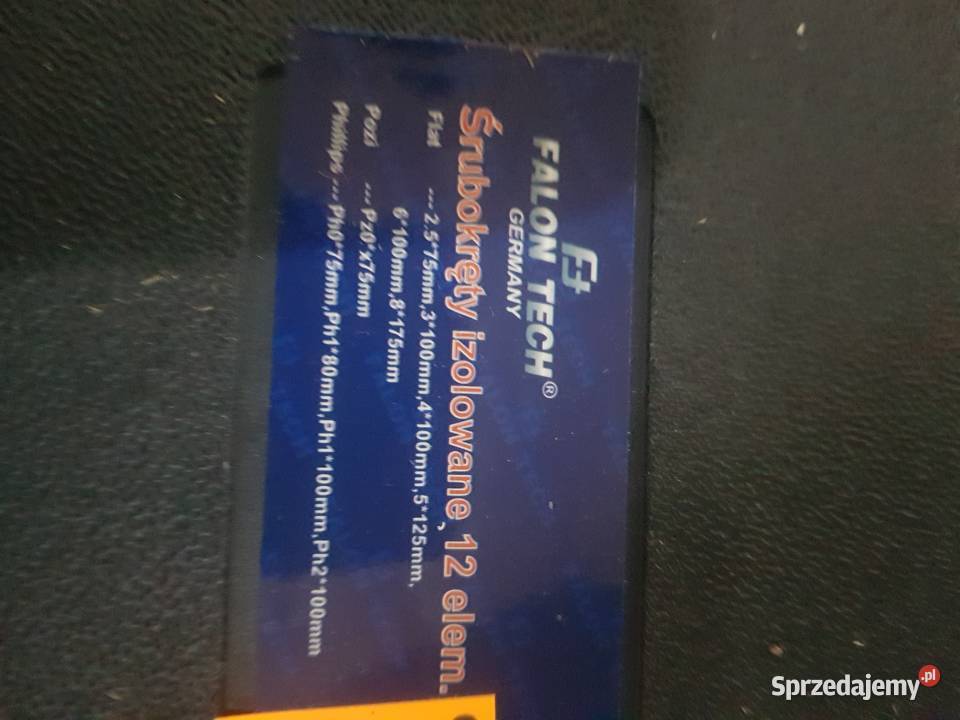 Ft
FALON TECH®
GERMANY
Śrubokręty izolowane, 12 elem.
Flat --- 2.5*75mm,3*100mm,4*100mm,5*125mm,
6*100mm,8*175mm
Pozi --- Pz0*x75mm
Phillips --- Ph0*75mm,Ph1*80mm,Ph1*100mm,Ph2*100mm
Sprzedajemy.pl